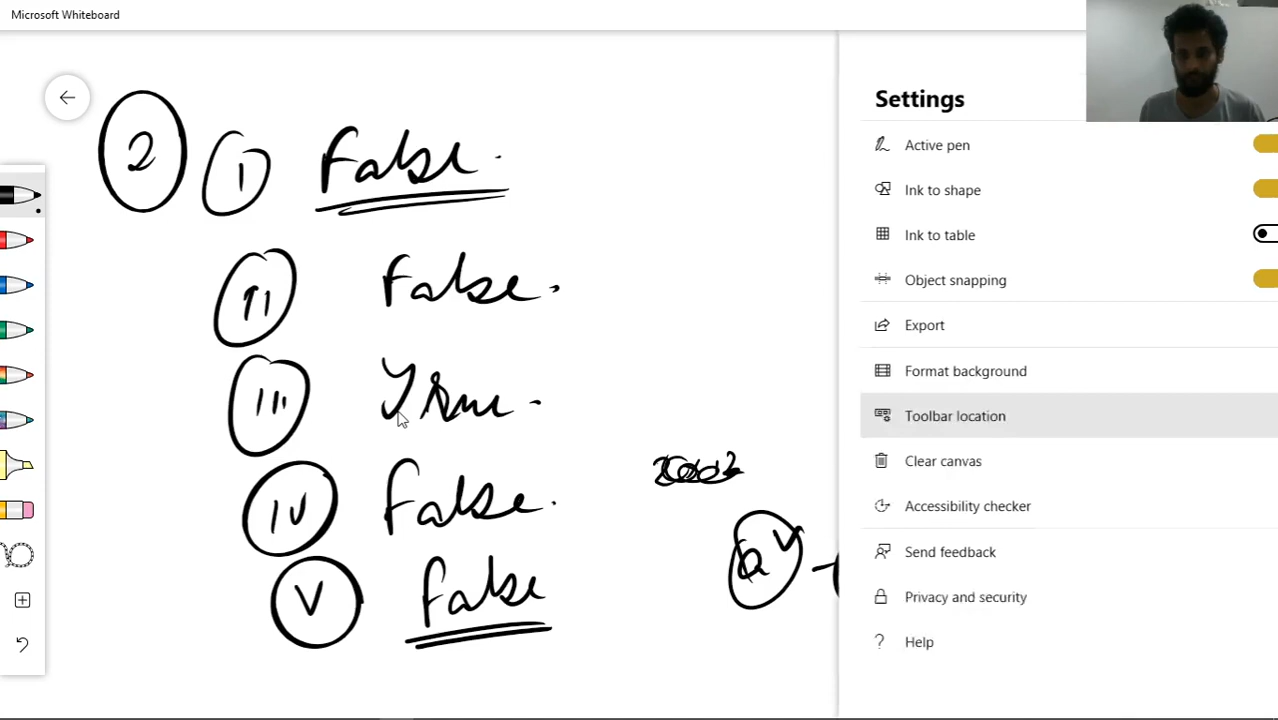 Microsoft Whiteboard
2 i False.
ii False.
iii True.
iv False.
v False
Settings
Active pen
Ink to shape
Ink to table
Object snapping
Export
Format background
Toolbar location
Clear canvas
Accessibility checker
Send feedback
Privacy and security
Help